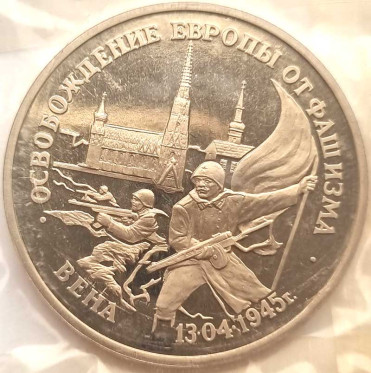 ОСВОБОЖДЕНИЕ ЕВРОПЫ ОТ ФАШИЗМА
ВЕНА
13·04·1945г.